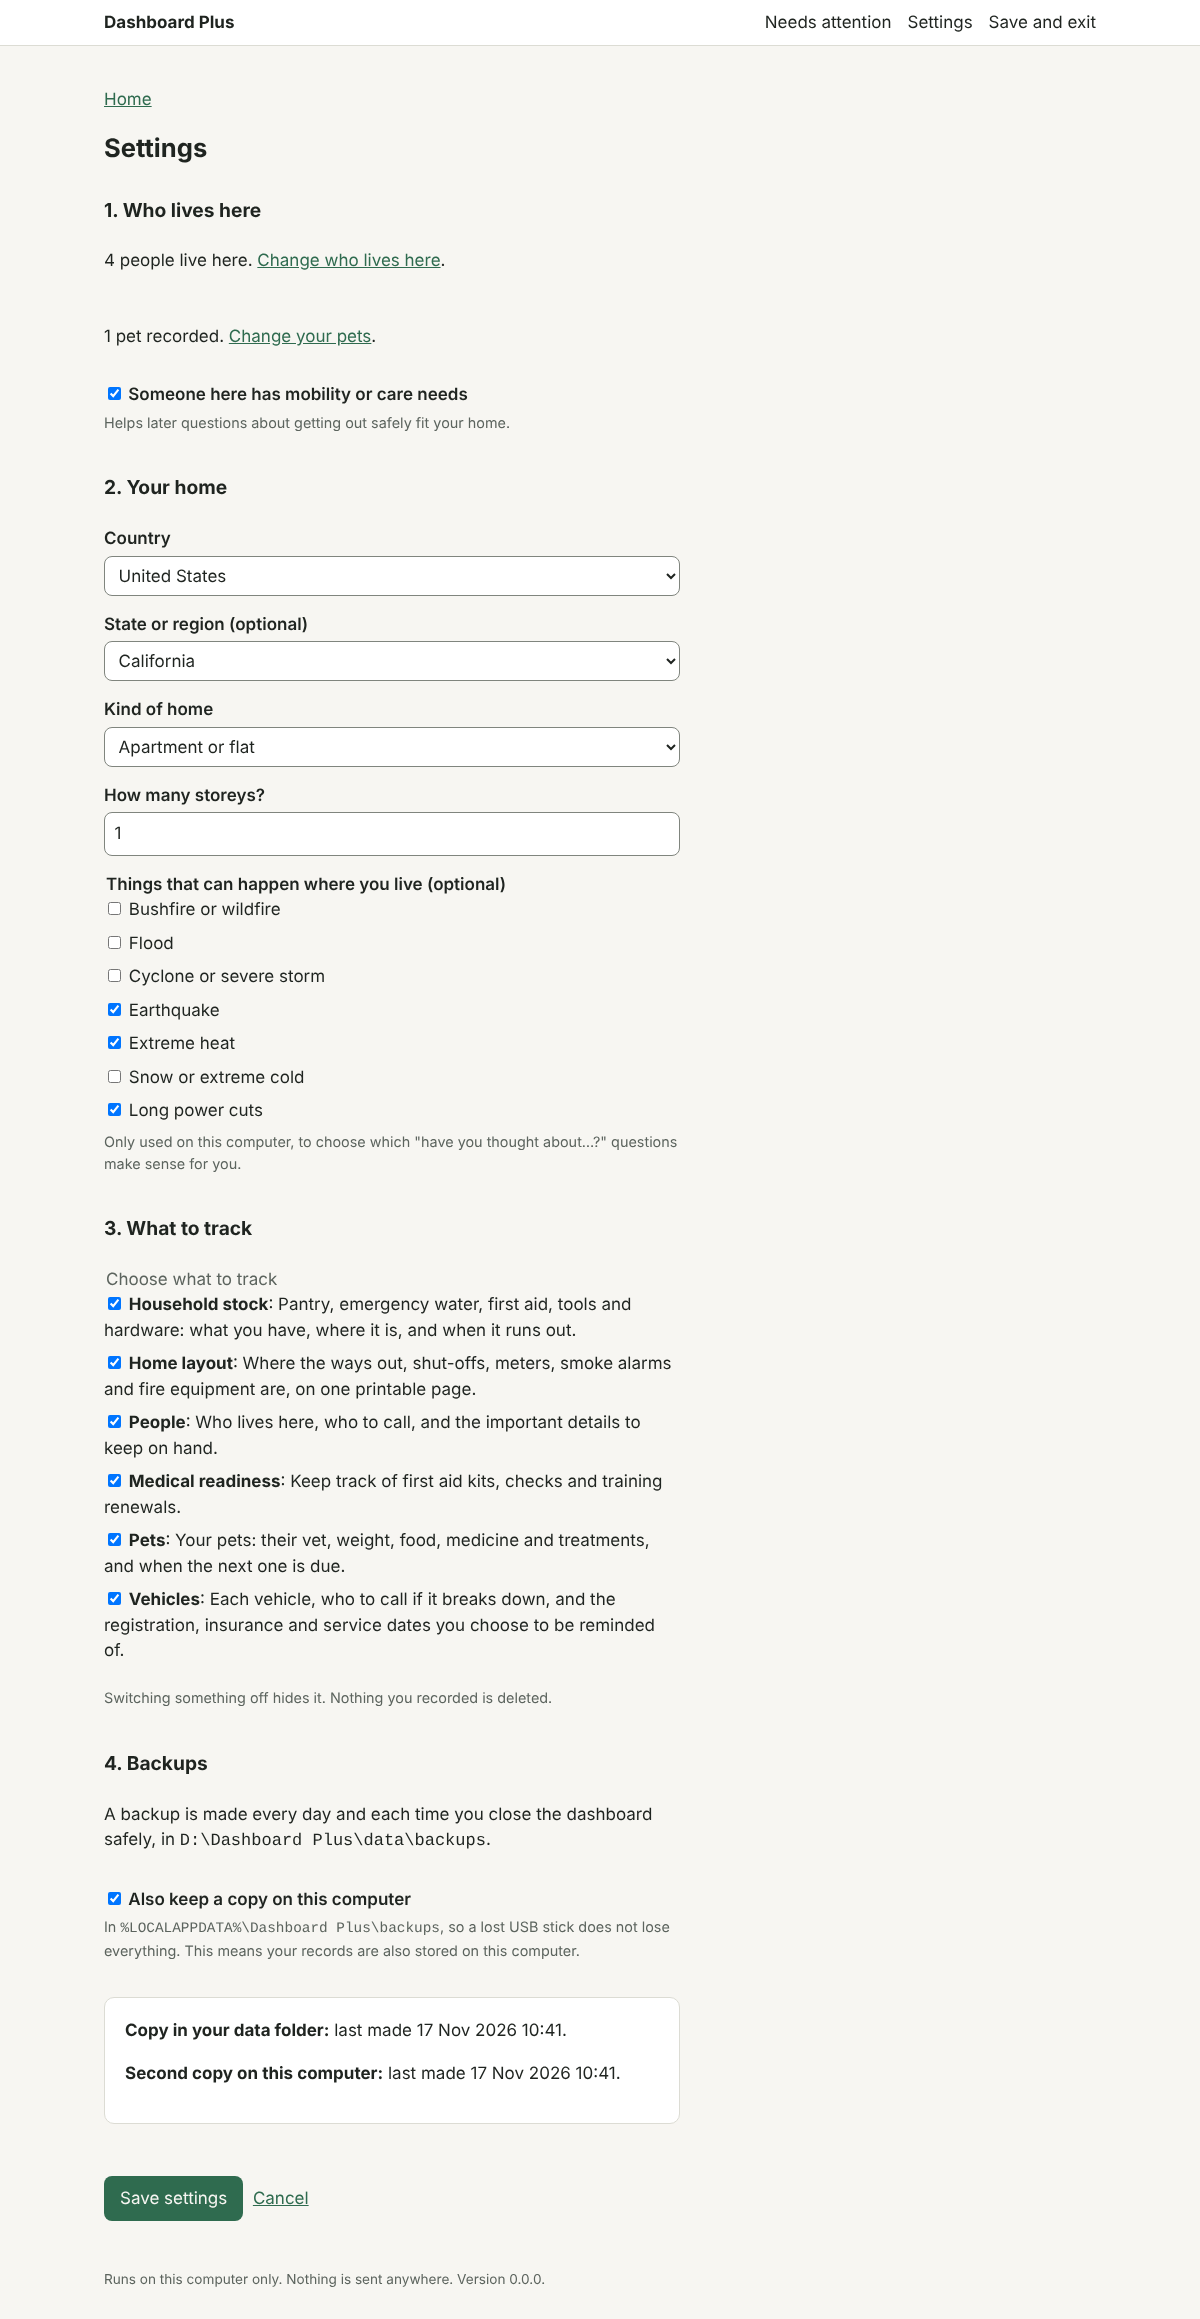 Dashboard Plus
Needs attention Settings Save and exit
Home
Settings
1. Who lives here
4 people live here. Change who lives here.
1 pet recorded. Change your pets.
Someone here has mobility or care needs
Helps later questions about getting out safely fit your home.
2. Your home
Country
United States
State or region (optional)
California
Kind of home
Apartment or flat
How many storeys?
1
Things that can happen where you live (optional)
Bushfire or wildfire
Flood
Cyclone or severe storm
Earthquake
Extreme heat
Snow or extreme cold
Long power cuts
Only used on this computer, to choose which "have you thought about...?" questions
make sense for you.
3. What to track
Choose what to track
Household stock: Pantry, emergency water, first aid, tools and
hardware: what you have, where it is, and when it runs out.
Home layout: Where the ways out, shut-offs, meters, smoke alarms
and fire equipment are, on one printable page.
People: Who lives here, who to call, and the important details to
keep on hand.
Medical readiness: Keep track of first aid kits, checks and training
renewals.
Pets: Your pets: their vet, weight, food, medicine and treatments,
and when the next one is due.
Vehicles: Each vehicle, who to call if it breaks down, and the
registration, insurance and service dates you choose to be reminded
of.
Switching something off hides it. Nothing you recorded is deleted.
4. Backups
A backup is made every day and each time you close the dashboard
safely, in D:\Dashboard Plus\data\backups.
Also keep a copy on this computer
In %LOCALAPPDATA%\Dashboard Plus\backups, so a lost USB stick does not lose
everything. This means your records are also stored on this computer.
Copy in your data folder: last made 17 Nov 2026 10:41.
Second copy on this computer: last made 17 Nov 2026 10:41.
Save settings Cancel
Runs on this computer only. Nothing is sent anywhere. Version 0.0.0.